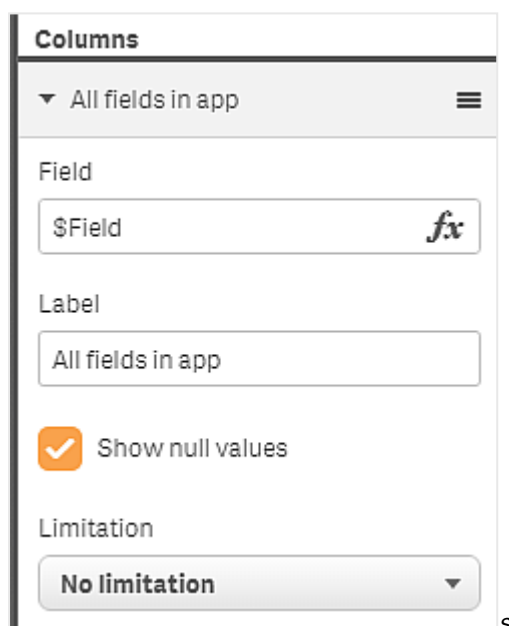 Columns
All fields in app
Field
$Field fx
Label
All fields in app
Show null values
Limitation
No limitation
s